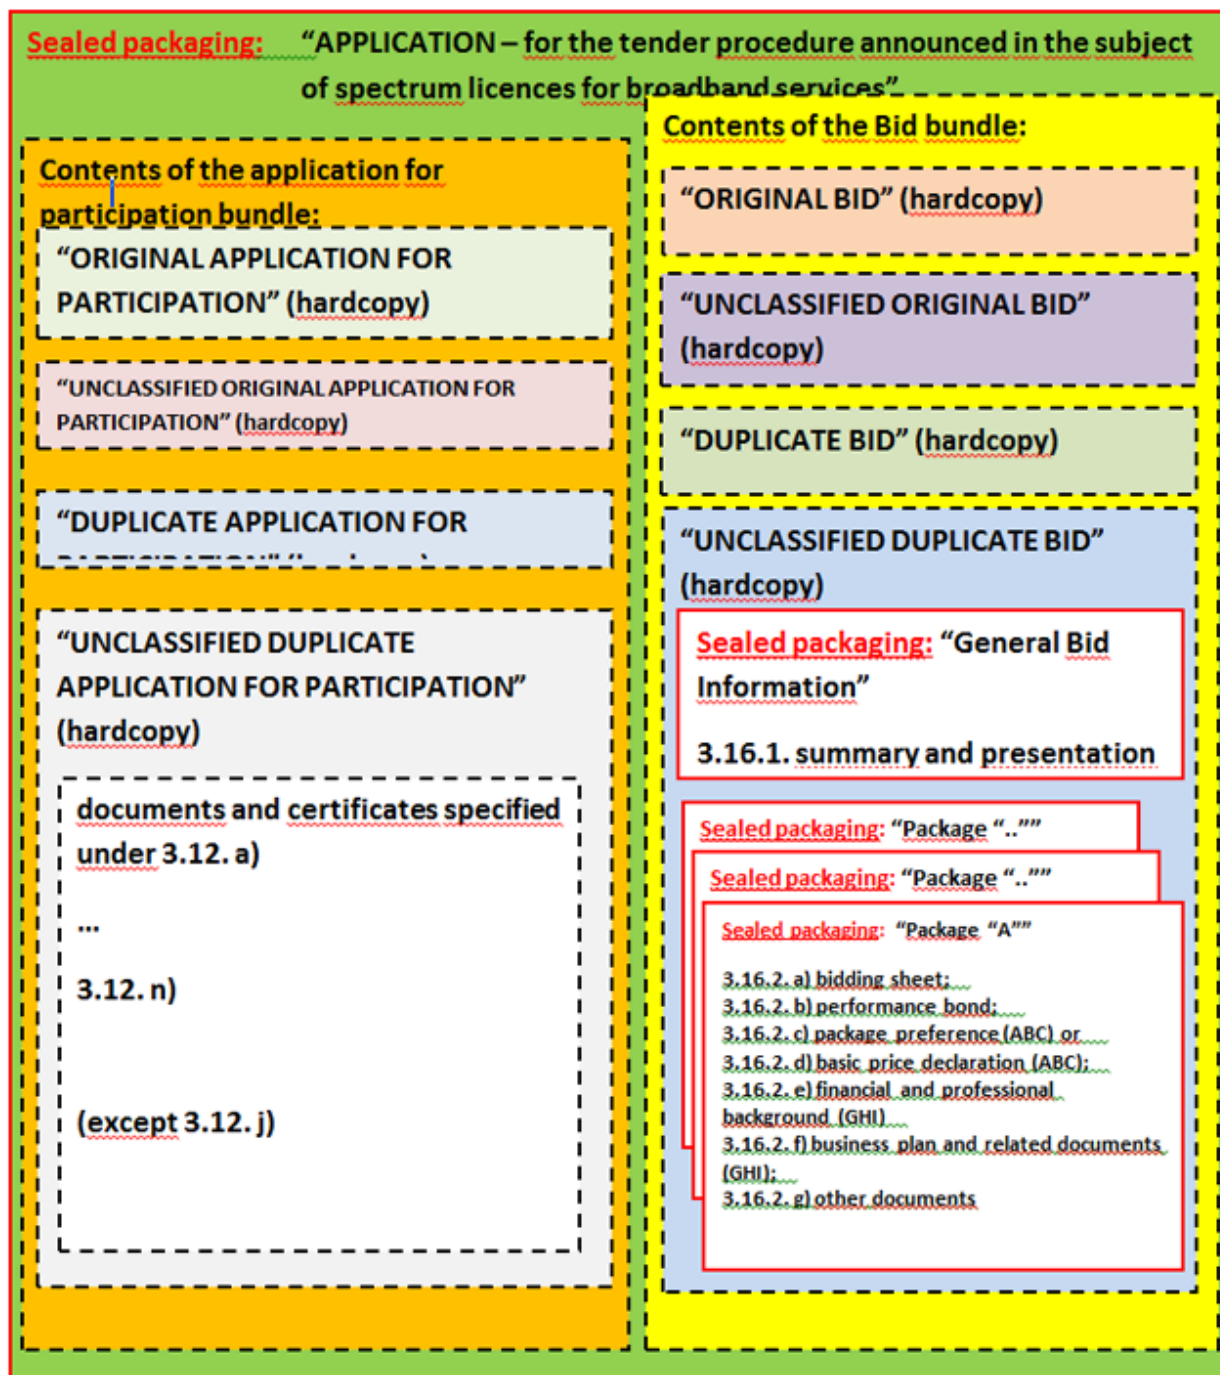 Sealed packaging: “APPLICATION – for the tender procedure announced in the subject
of spectrum licences for broadband services”
Contents of the application for
participation bundle:
“ORIGINAL APPLICATION FOR
PARTICIPATION” (hardcopy)
“UNCLASSIFIED ORIGINAL APPLICATION FOR
PARTICIPATION” (hardcopy)
“DUPLICATE APPLICATION FOR
“UNCLASSIFIED DUPLICATE
APPLICATION FOR PARTICIPATION”
(hardcopy)
documents and certificates specified
under 3.12. a)
...
3.12. n)
(except 3.12. j)
Contents of the Bid bundle:
“ORIGINAL BID” (hardcopy)
“UNCLASSIFIED ORIGINAL BID”
(hardcopy)
“DUPLICATE BID” (hardcopy)
“UNCLASSIFIED DUPLICATE BID”
(hardcopy)
Sealed packaging: “General Bid
Information”
3.16.1. summary and presentation
Sealed packaging: “Package “..””
Sealed packaging: “Package “..””
Sealed packaging: “Package “A””
3.16.2. a) bidding sheet;
3.16.2. b) performance bond;
3.16.2. c) package preference (ABC) or
3.16.2. d) basic price declaration (ABC);
3.16.2. e) financial and professional
background (GHI)
3.16.2. f) business plan and related documents
(GHI);
3.16.2. g) other documents